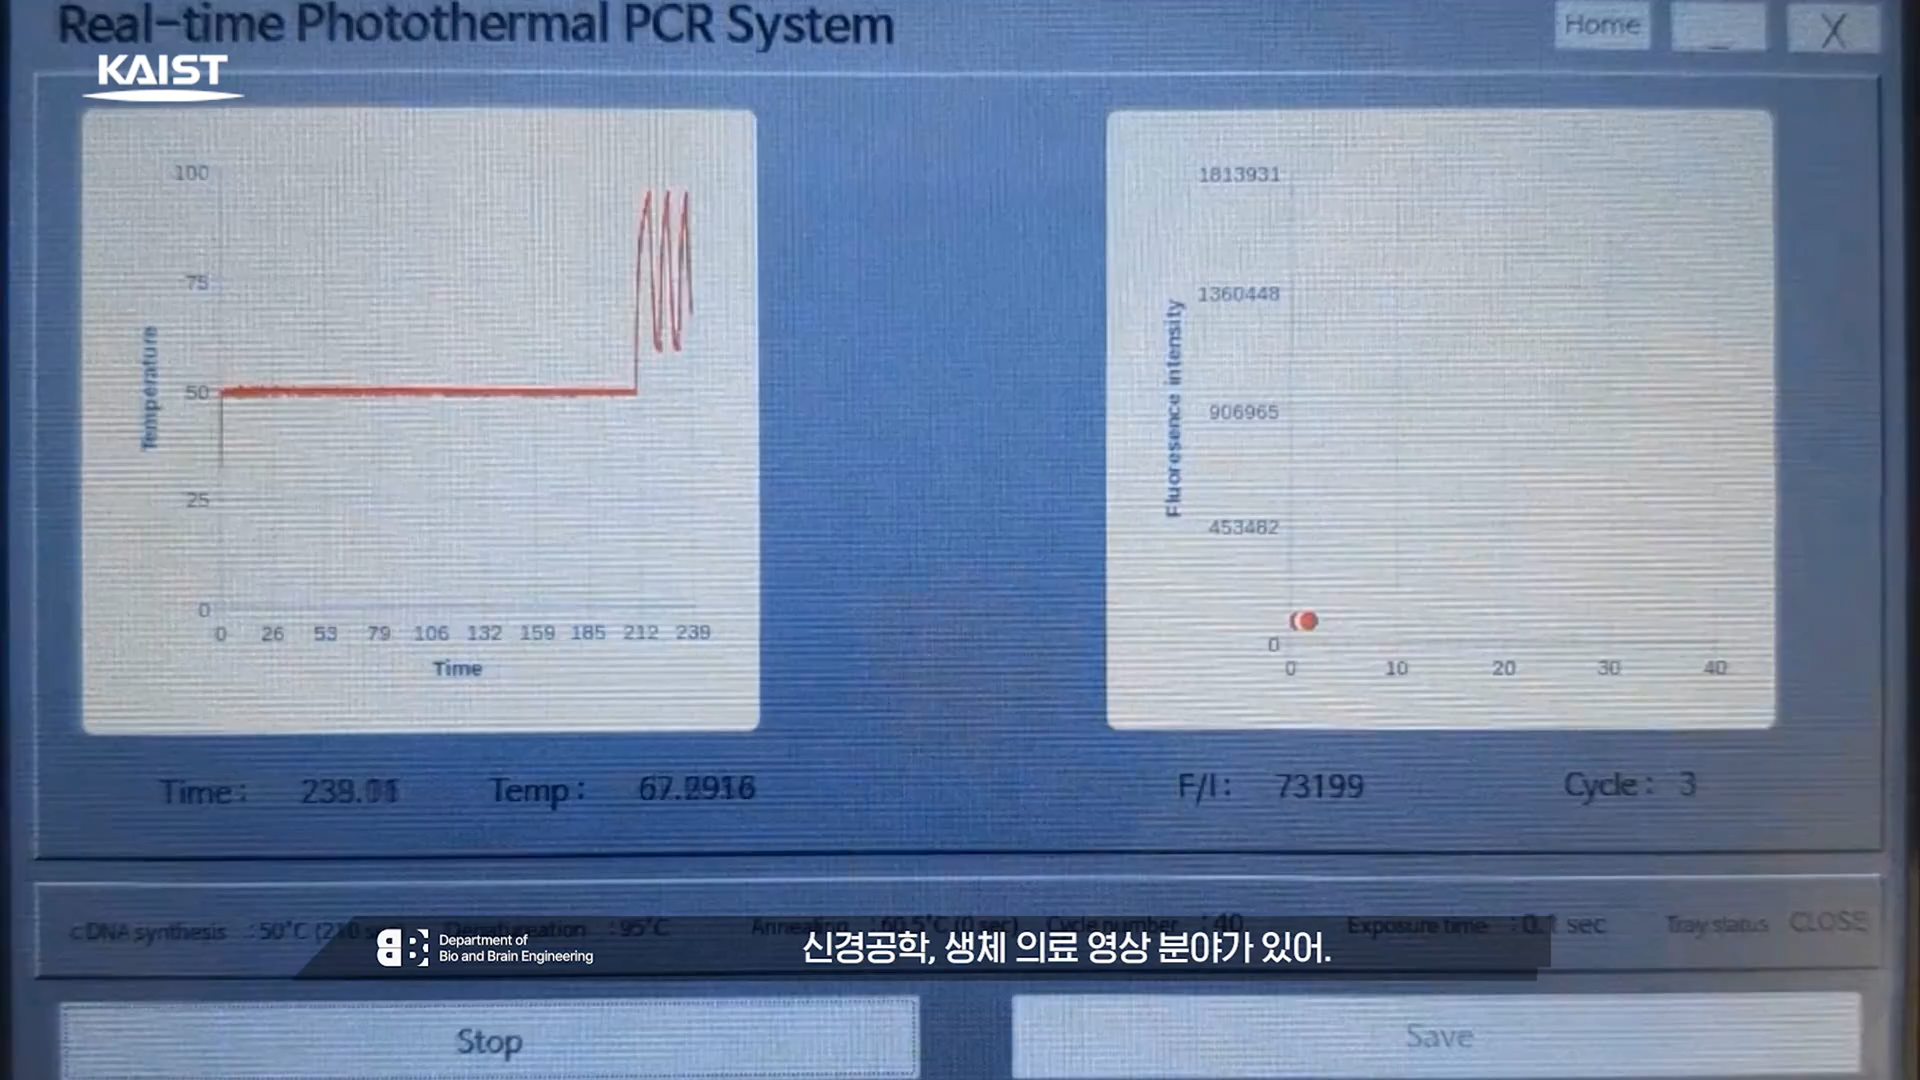 Real-time Photothermal PCR System
Home
_
X
KAIST
100
75
50
25
0
Temperature
0 26 53 79 106 132 159 185 212 239
Time
1813931
1360448
906965
453482
0
Fluoresence intensity
0 10 20 30 40
Time: Temp:
F/I: 73199 Cycle: 3
cDNA synthesis : 50°C : 95°C
Cycle number : 40
Exposure time sec
Tray status CLOSE
Department of
Bio and Brain Engineering
신경공학, 생체 의료 영상 분야가 있어.
Stop
Save